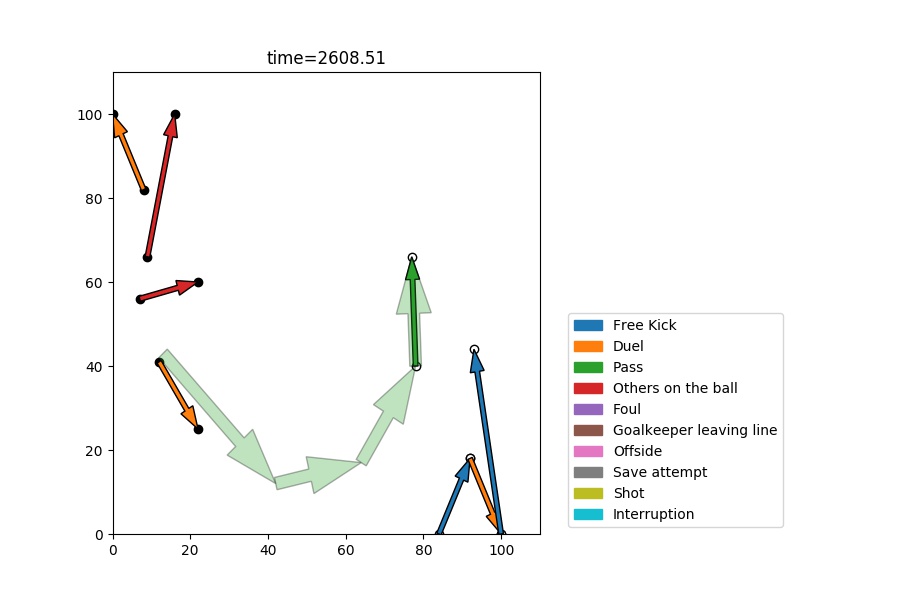 time=2608.51
100
80
60
40
20
0
0 20 40 60 80 100
Free Kick
Duel
Pass
Others on the ball
Foul
Goalkeeper leaving line
Offside
Save attempt
Shot
Interruption